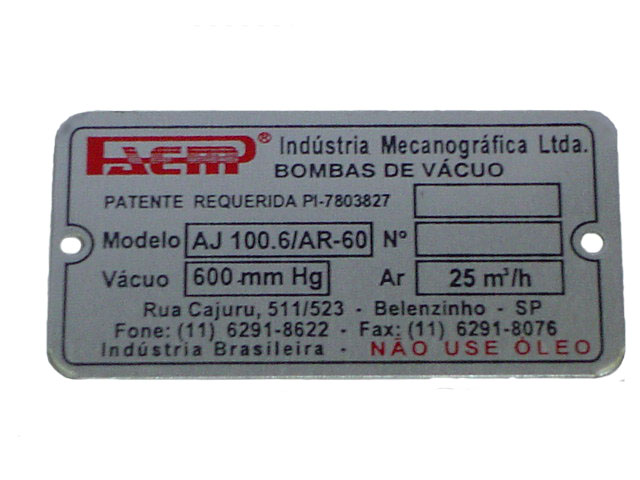 FACMP® Indústria Mecanográfica Ltda.
BOMBAS DE VÁCUO
PATENTE REQUERIDA PI-7803827
Modelo AJ 100.6/AR-60 Nº
Vácuo 600 mm Hg Ar 25 m³/h
Rua Cajuru, 511/523 - Belenzinho - SP
Fone: (11) 6291-8622 - Fax: (11) 6291-8076
Indústria Brasileira - NÃO USE ÓLEO